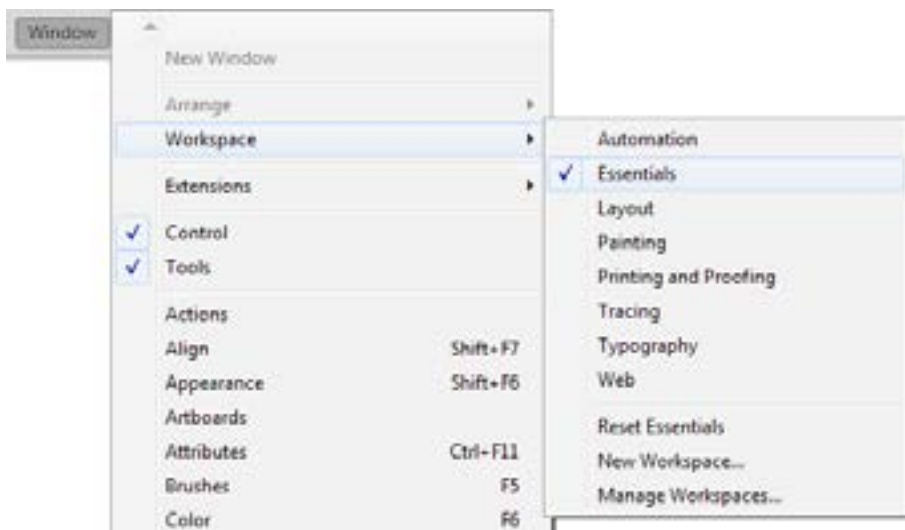 Window
New Window
Arrange
Workspace
Extensions
Control
Tools
Actions
Align Shift+F7
Appearance Shift+F6
Artboards
Attributes Ctrl+F11
Brushes F5
Color F6
Automation
Essentials
Layout
Painting
Printing and Proofing
Tracing
Typography
Web
Reset Essentials
New Workspace...
Manage Workspaces...